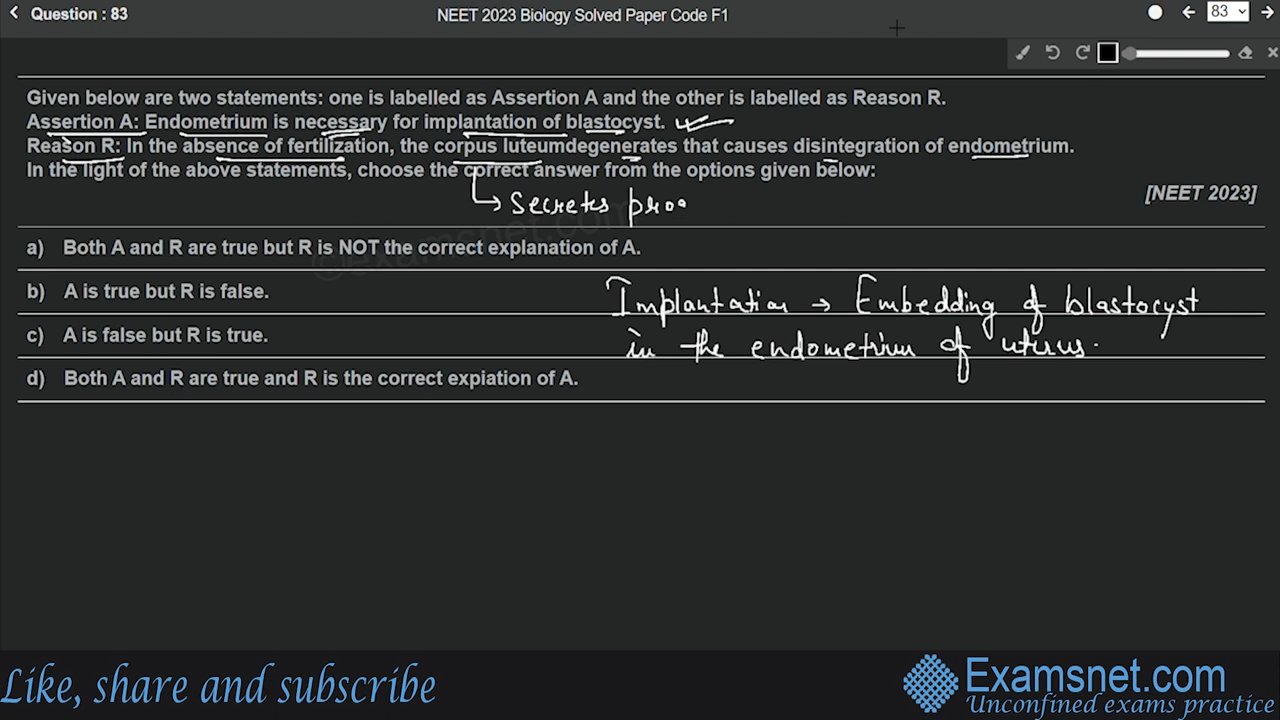 Question : 83
NEET 2023 Biology Solved Paper Code F1
83
Given below are two statements: one is labelled as Assertion A and the other is labelled as Reason R.
Assertion A: Endometrium is necessary for implantation of blastocyst.
Reason R: In the absence of fertilization, the corpus luteumdegenerates that causes disintegration of endometrium.
In the light of the above statements, choose the correct answer from the options given below:
[NEET 2023]
Secretes prog
©examsnet.com
a) Both A and R are true but R is NOT the correct explanation of A.
b) A is true but R is false.
c) A is false but R is true.
d) Both A and R are true and R is the correct expiation of A.
Implantation → Embedding of blastocyst
in the endometrium of uterus.
Like, share and subscribe
Examsnet.com
Unconfined exams practice